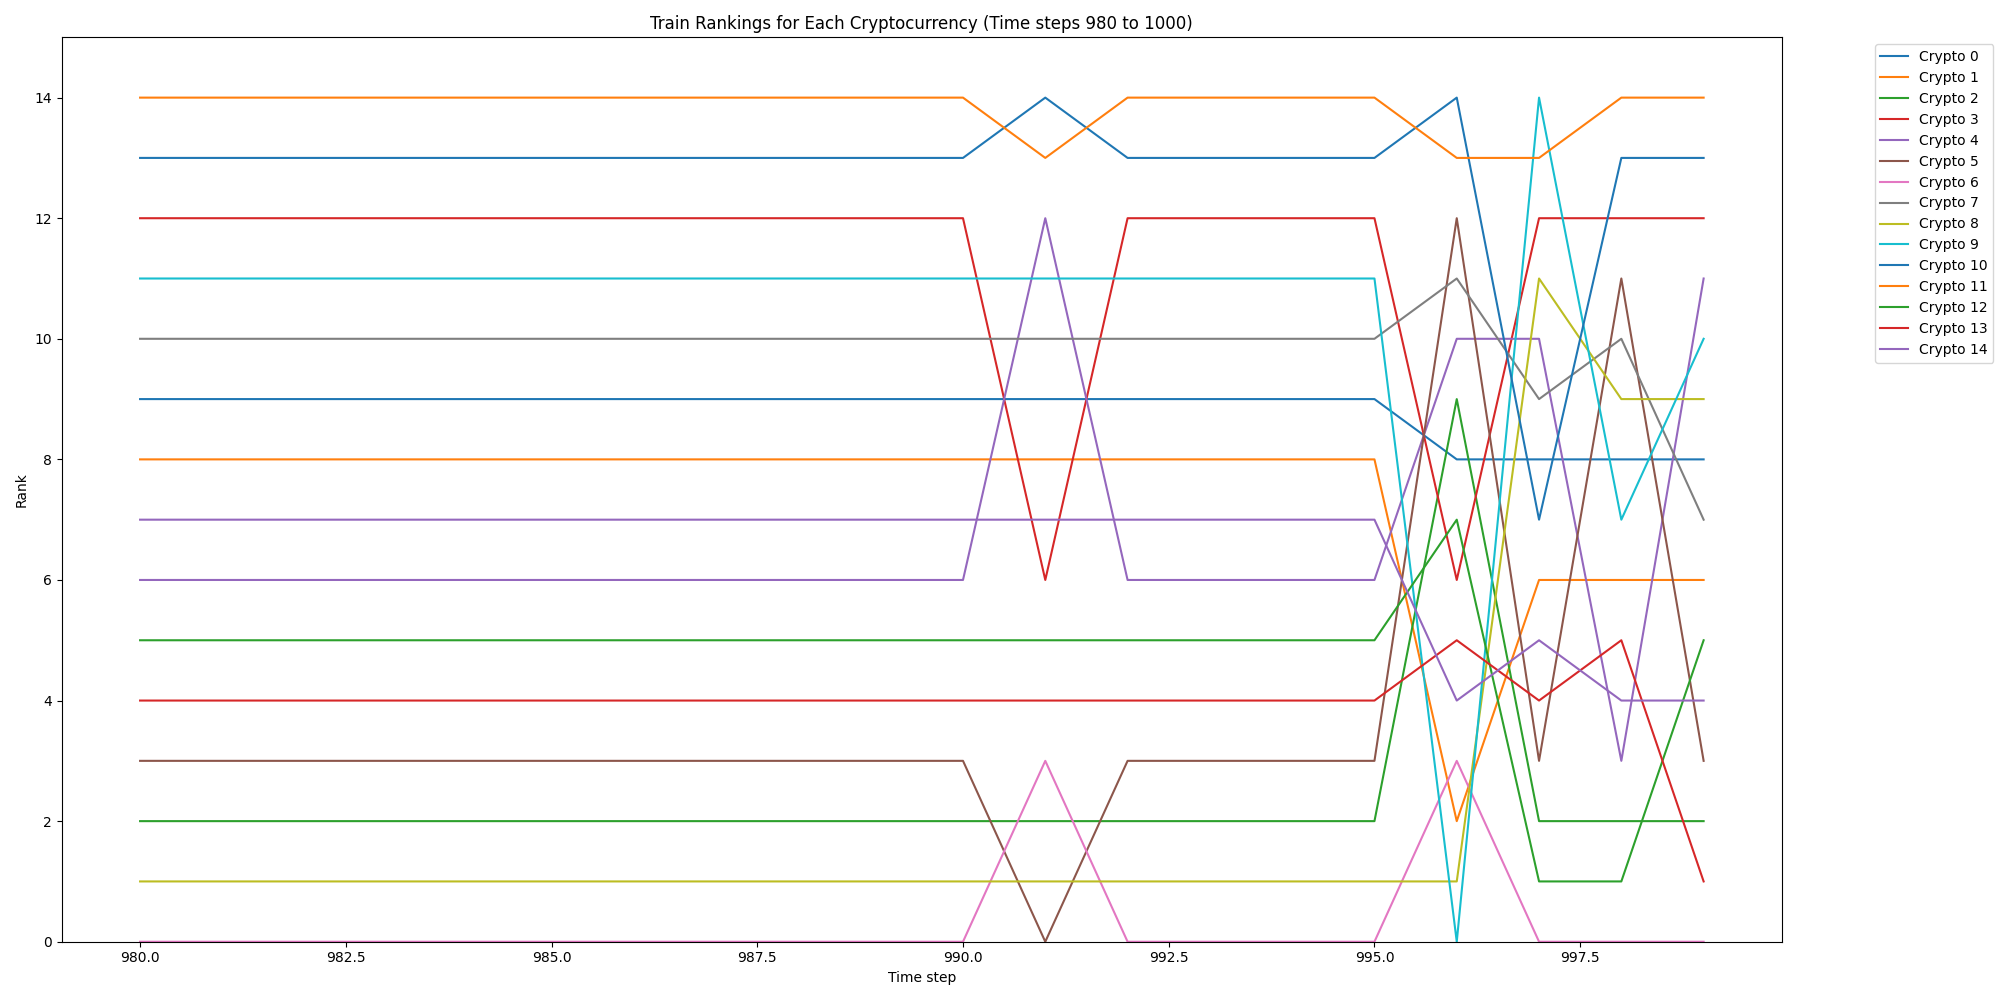 Train Rankings for Each Cryptocurrency (Time steps 980 to 1000)
Rank
14
12
10
8
6
4
2
0
980.0 982.5 985.0 987.5 990.0 992.5 995.0 997.5
Time step
Crypto 0
Crypto 1
Crypto 2
Crypto 3
Crypto 4
Crypto 5
Crypto 6
Crypto 7
Crypto 8
Crypto 9
Crypto 10
Crypto 11
Crypto 12
Crypto 13
Crypto 14